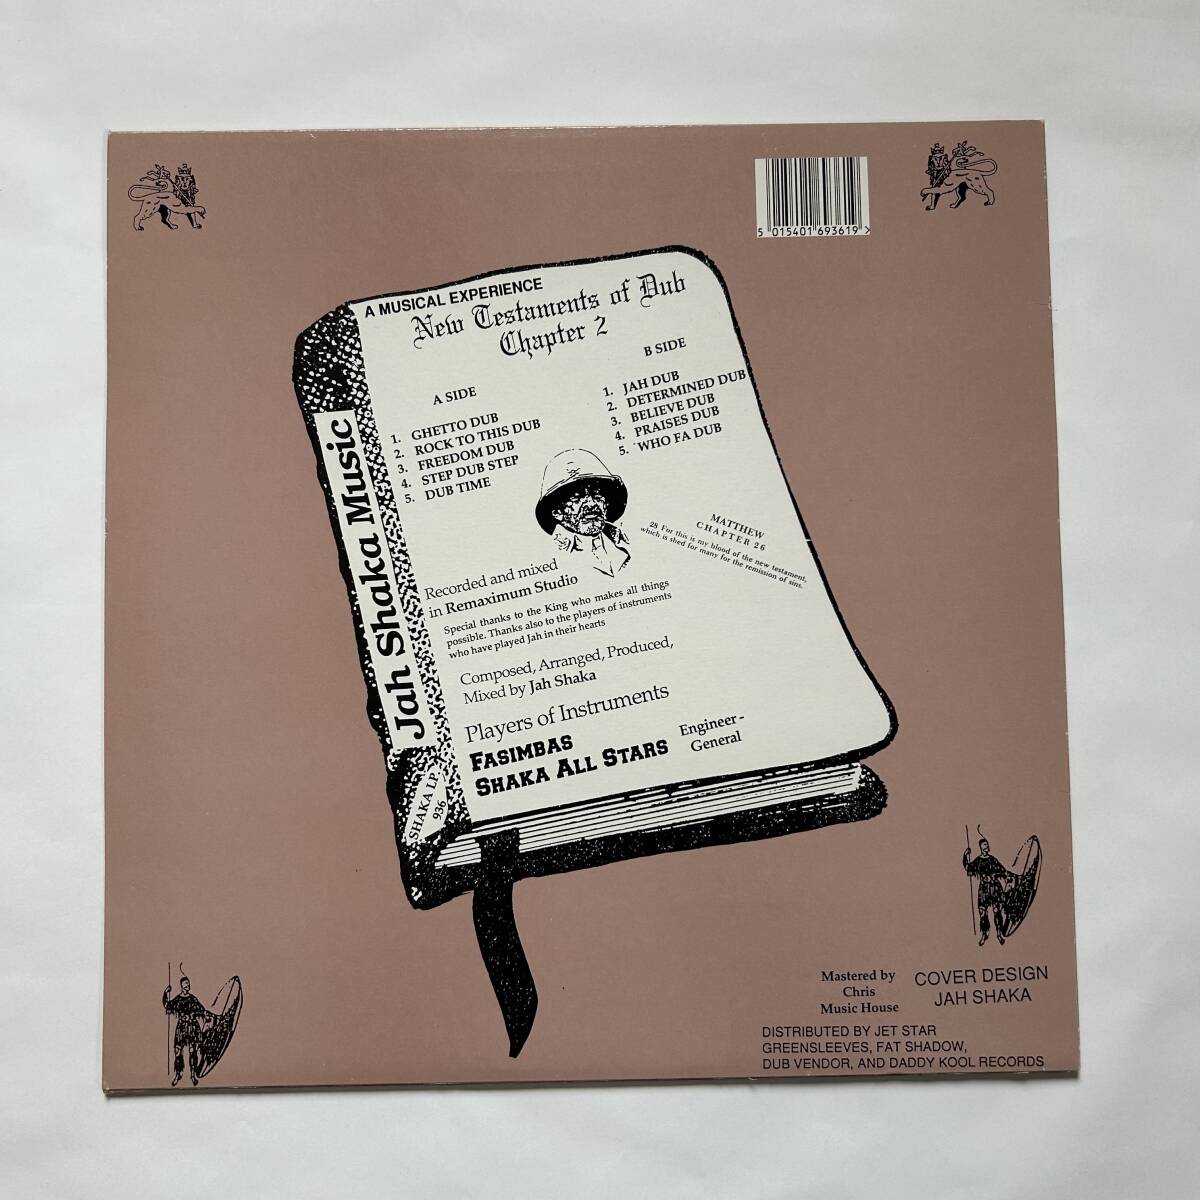 5 015401 693619 >
A MUSICAL EXPERIENCE
New Testaments of Dub
Chapter 2
A SIDE
1. GHETTO DUB
2. ROCK TO THIS DUB
3. FREEDOM DUB
4. STEP DUB STEP
5. DUB TIME
B SIDE
1. JAH DUB
2. DETERMINED DUB
3. BELIEVE DUB
4. PRAISES DUB
5. WHO FA DUB
MATTHEW
CHAPTER 26
28 For this is my blood of the new testament,
which is shed for many for the remission of sins.
Recorded and mixed
in Remaximum Studio
Special thanks to the King who makes all things
possible. Thanks also to the players of instruments
who have played Jah in their hearts
Composed, Arranged, Produced,
Mixed by Jah Shaka
Players of Instruments
FASIMBAS
SHAKA ALL STARS
Engineer-
General
Jah Shaka Music
SHAKA LP
936
Mastered by
Chris
Music House
COVER DESIGN
JAH SHAKA
DISTRIBUTED BY JET STAR
GREENSLEEVES, FAT SHADOW,
DUB VENDOR, AND DADDY KOOL RECORDS